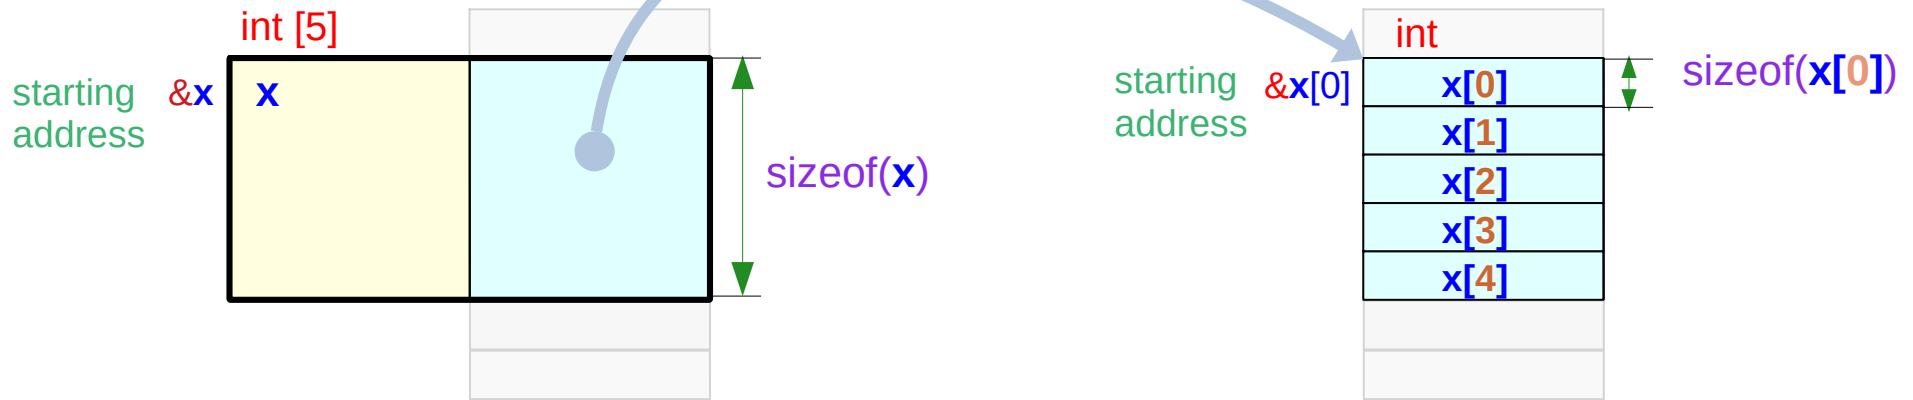 int [5]
starting
address
&x
x
sizeof(x)
int
starting
address
&x[0]
x[0]
x[1]
x[2]
x[3]
x[4]
sizeof(x[0])